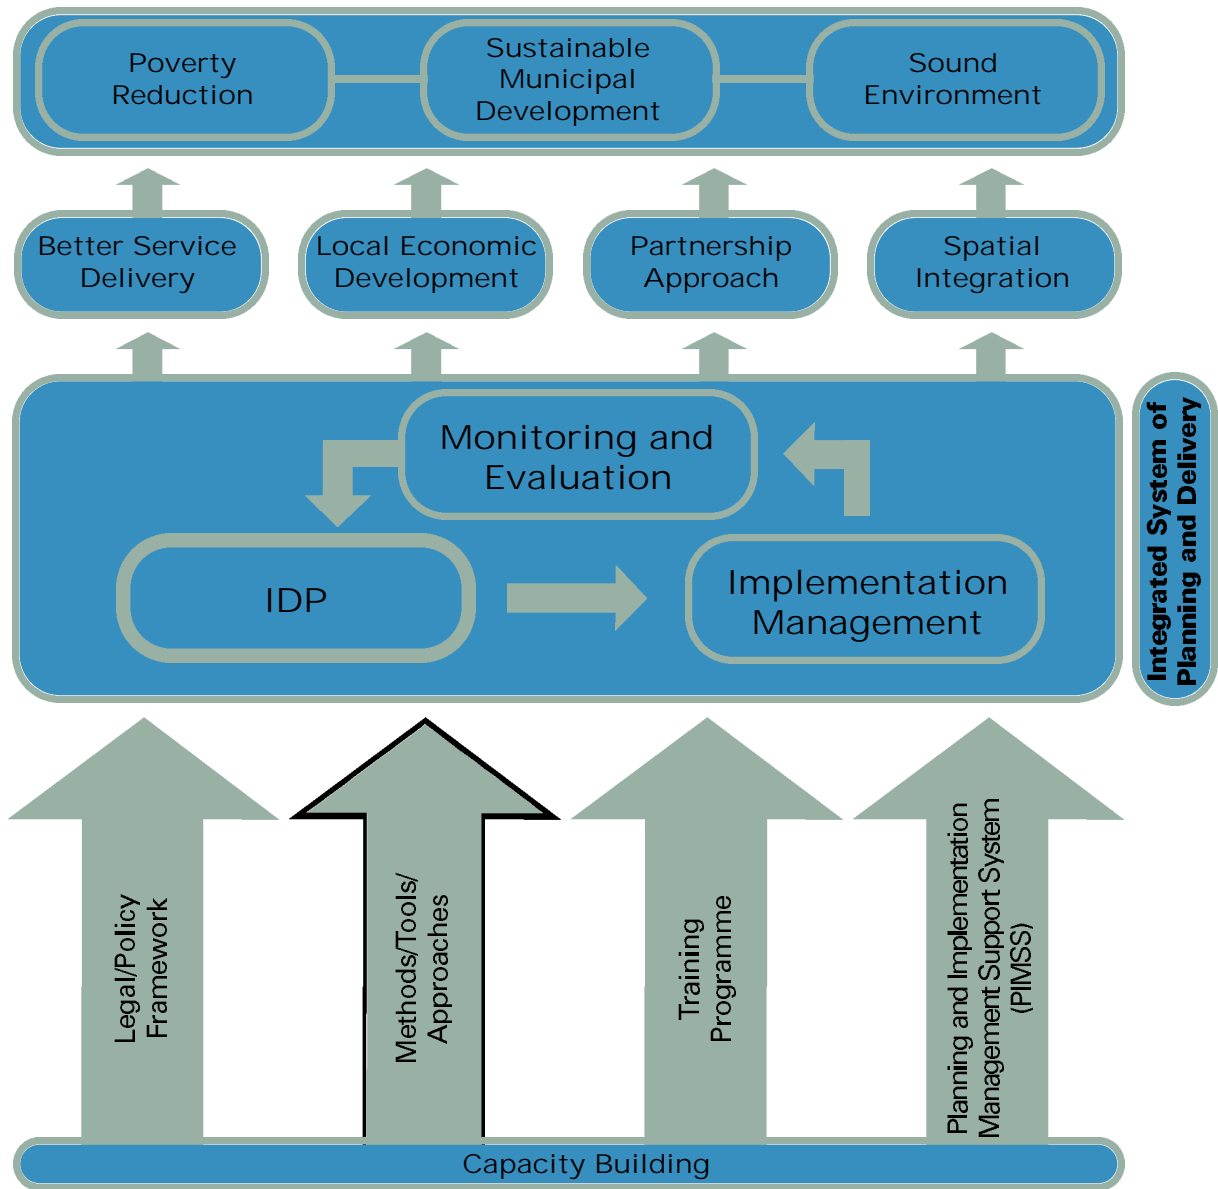 Poverty
Reduction
Sustainable
Municipal
Development
Sound
Environment
Better Service
Delivery
Local Economic
Development
Partnership
Approach
Spatial
Integration
Monitoring and
Evaluation
IDP
Implementation
Management
Integrated System of
Planning and Delivery
Legal/Policy
Framework
Methods/Tools/
Approaches
Training
Programme
Planning and Implementation
Management Support System
(PIMSS)
Capacity Building